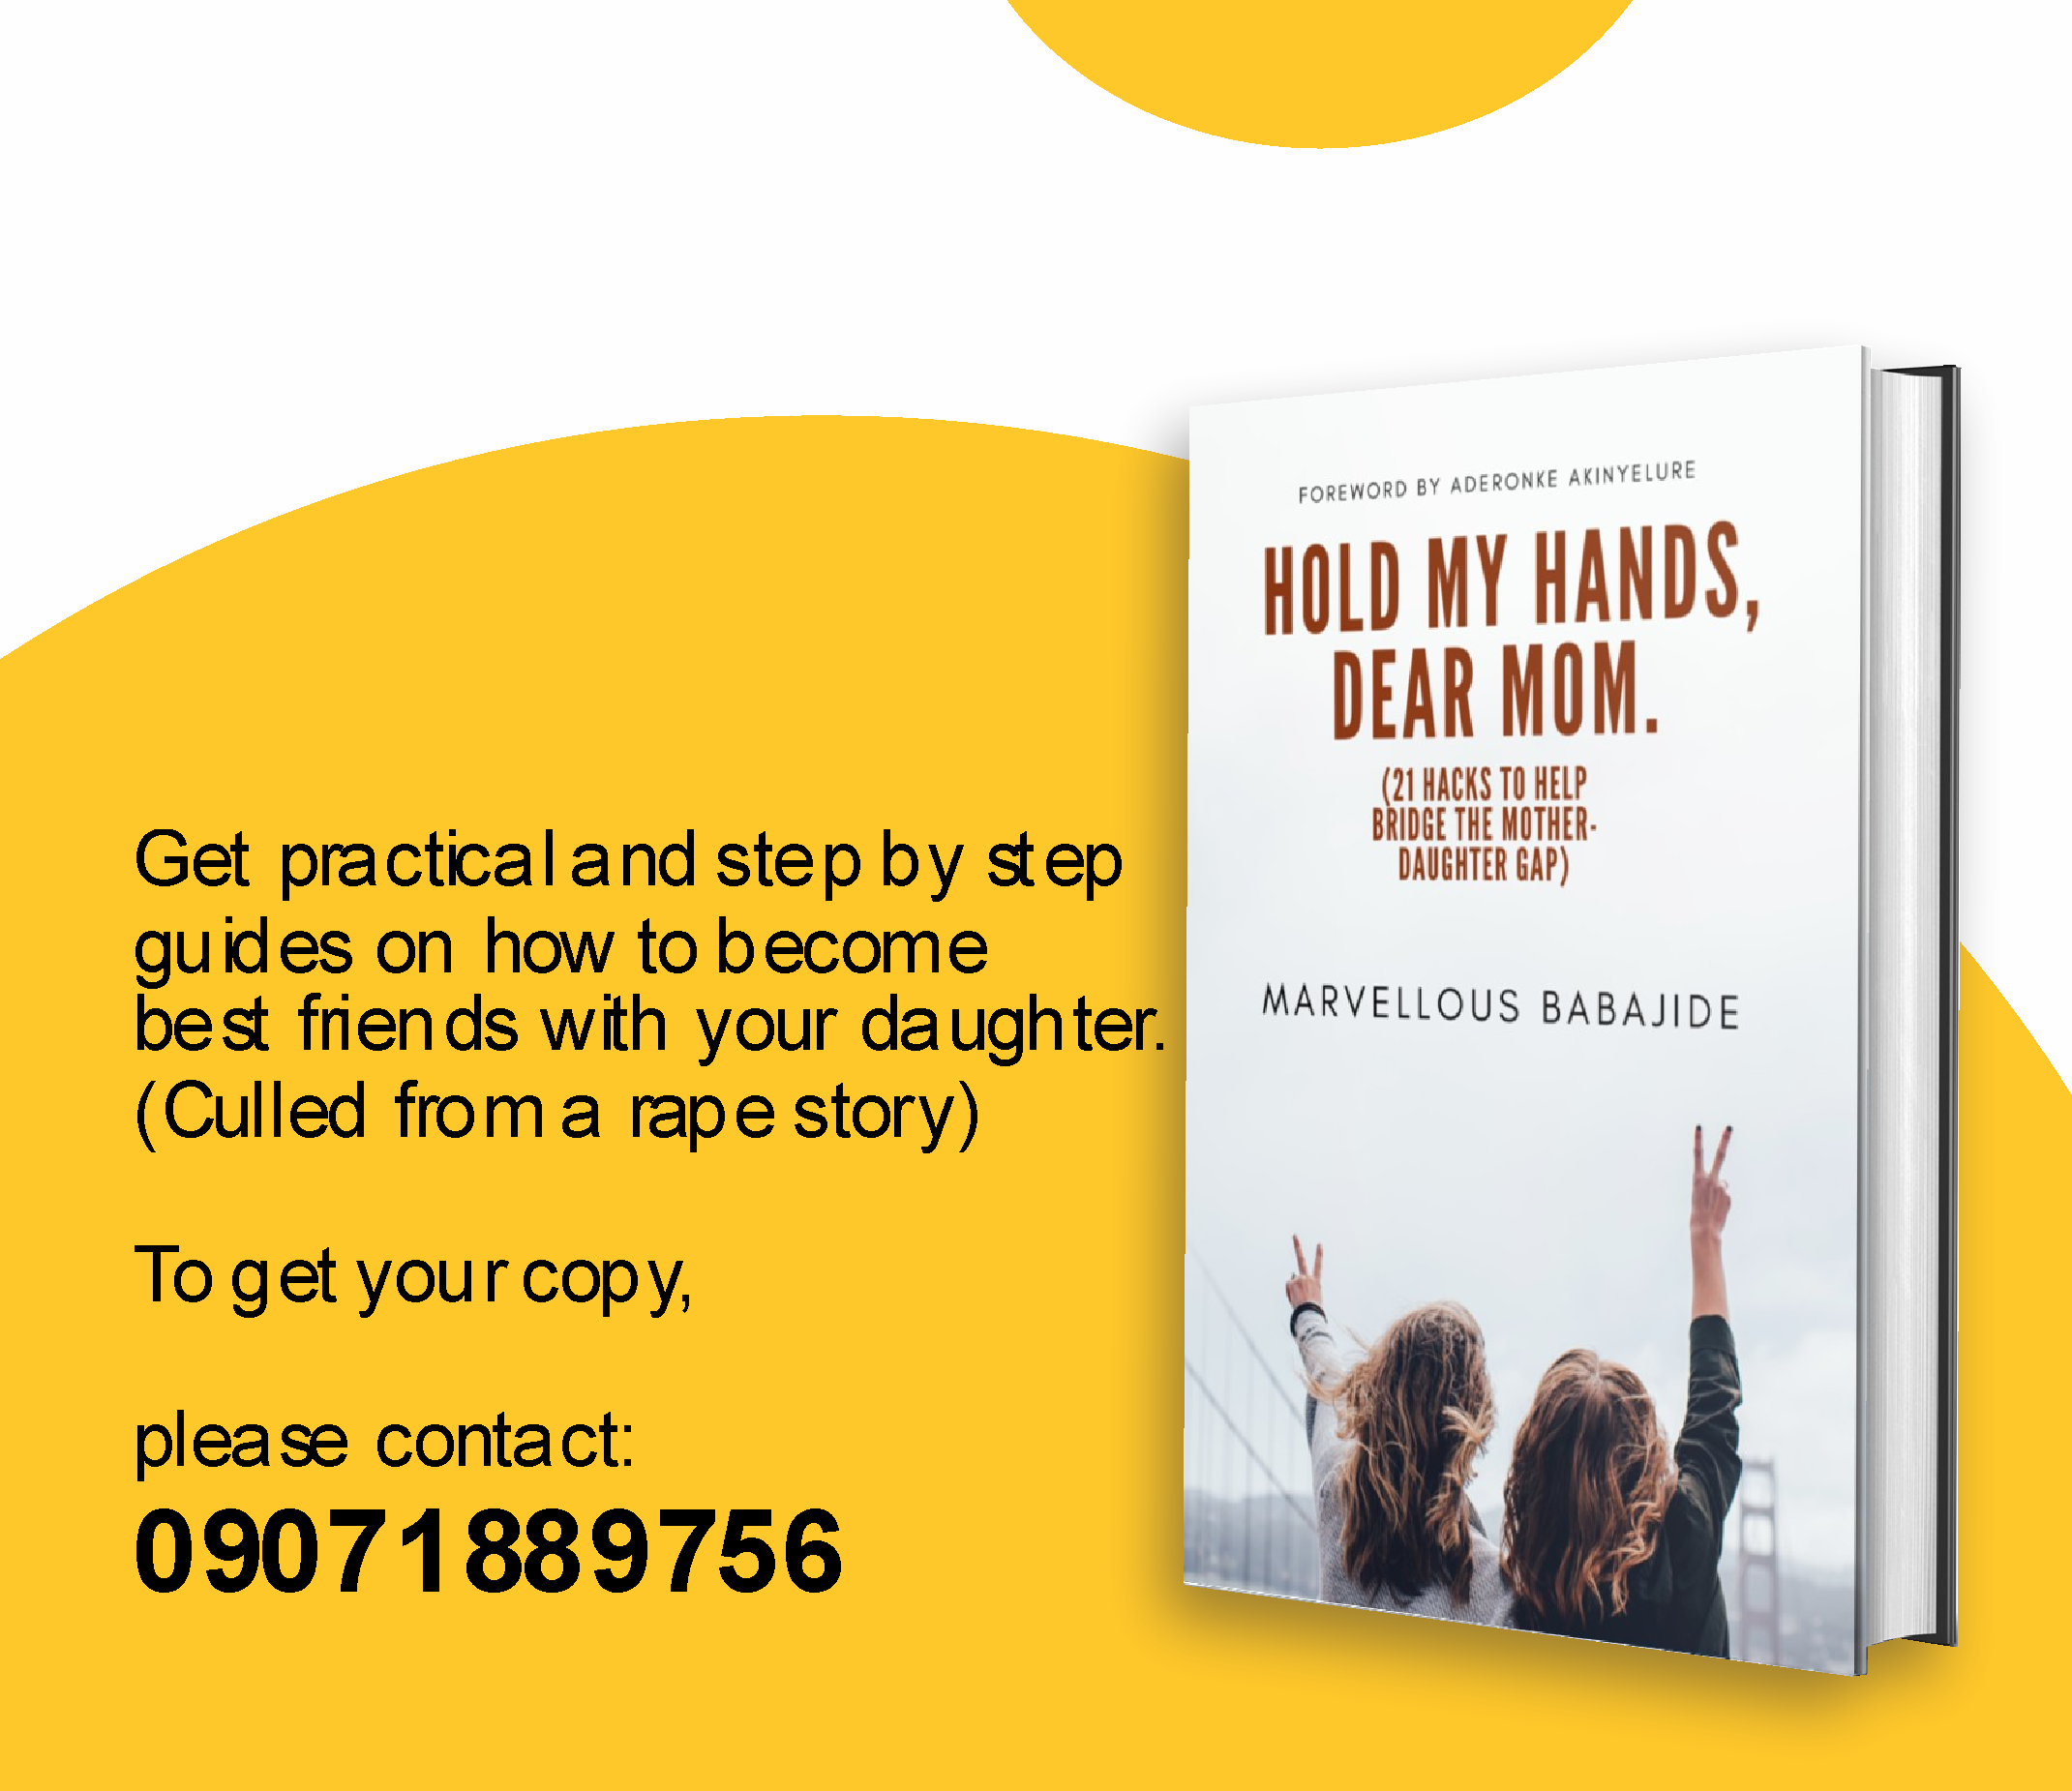 Get practical and step by step
guides on how to become
best friends with your daughter.
(Culled from a rape story)
To get your copy,
please contact:
09071889756
FOREWORD BY ADERONKE AKINYELURE
HOLD MY HANDS,
DEAR MOM.
(21 HACKS TO HELP
BRIDGE THE MOTHER-
DAUGHTER GAP)
MARVELLOUS BABAJIDE